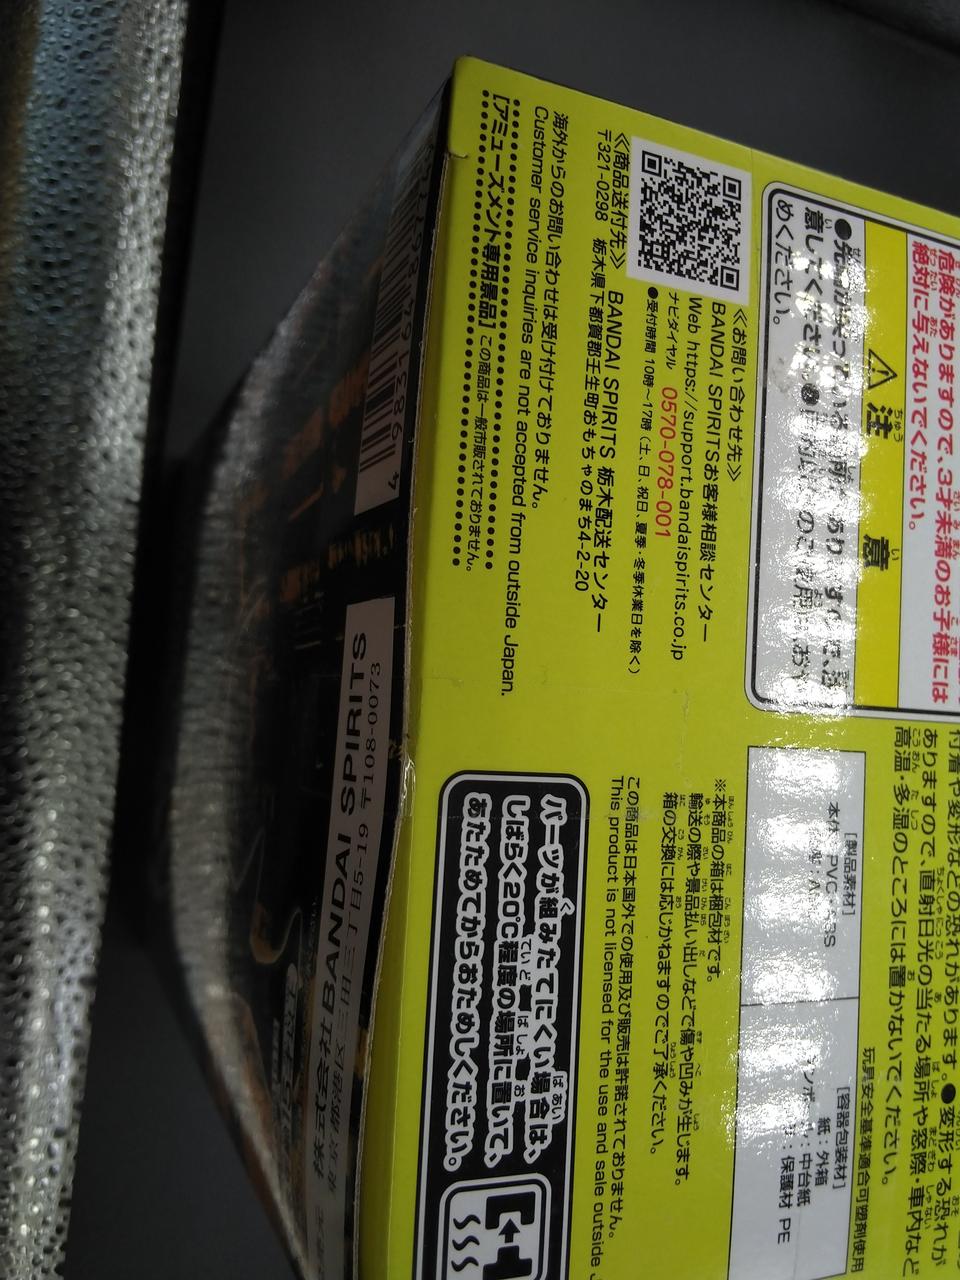 危険がありますので、3才未満のお子様には
絶対に与えないでください。
注意
めください。
《お問い合わせ先》
BANDAI SPIRITSお客様相談センター
Web https://support.bandaispirits.co.jp
ナビダイヤル 0570-078-001
●受付時間 10時~17時 (土、日、祝日、夏季・冬季休業日を除く)
《商品送付先》 BANDAI SPIRITS 栃木配送センター
〒321-0298 栃木県下都賀郡壬生町おもちゃのまち4-2-20
海外からのお問い合わせは受け付けておりません。
Customer service inquiries are not accepted from outside Japan.
[アミューズメント専用景品] この商品は一般市販されておりません。
ありますので、直射日光の当たる場所や窓際・車内など
高温・多湿のところには置かないでください。
玩具安全基準適合可塑剤使用
[製品素材]
[容器包装材]
紙:外箱
:中台紙
:保護材 PE
※本商品の箱は梱包材です。
輸送の際や景品払い出しなどで傷や凹みが生じます。
箱の交換には応じかねますのでご了承ください。
この商品は日本国外での使用及び販売は許諾されておりません。
This product is not licensed for the use and sale outside
パーツが組みたてにくい場合は、
しばらく20℃程度の場所に置いて、
あたためてからおためしください。
株式会社BANDAI SPIRITS
東京都港区三田三丁目5-19 〒108-0073